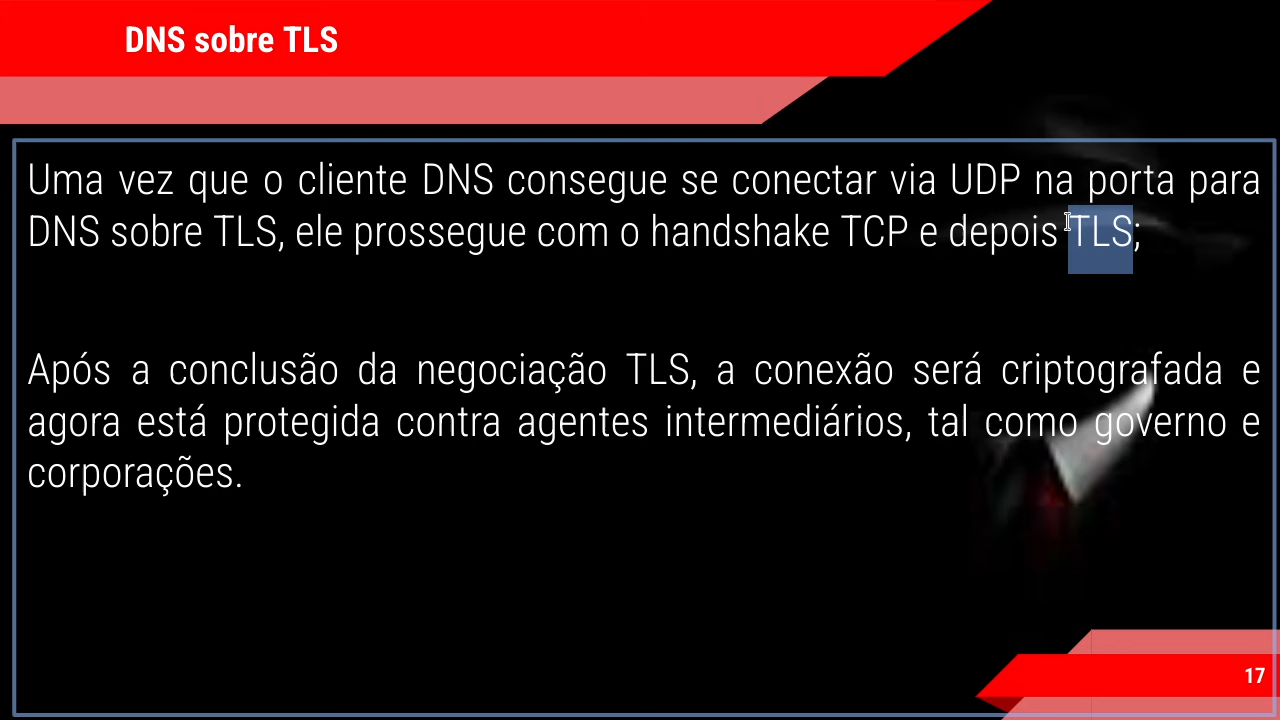 DNS sobre TLS
Uma vez que o cliente DNS consegue se conectar via UDP na porta para
DNS sobre TLS, ele prossegue com o handshake TCP e depois TLS;
Após a conclusão da negociação TLS, a conexão será criptografada e
agora está protegida contra agentes intermediários, tal como governo e
corporações.
17